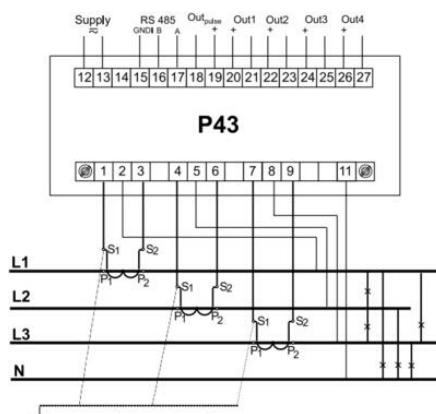 Supply RS 485 Outpulse Out1 Out2 Out3 Out4
GND B A + + + + +
12 13 14 15 16 17 18 19 20 21 22 23 24 25 26 27
P43
1 2 3 4 5 6 7 8 9 11
S1 S2
L1
P1 P2
S1 S2
L2
P1 P2
S1 S2
L3
P1 P2
N